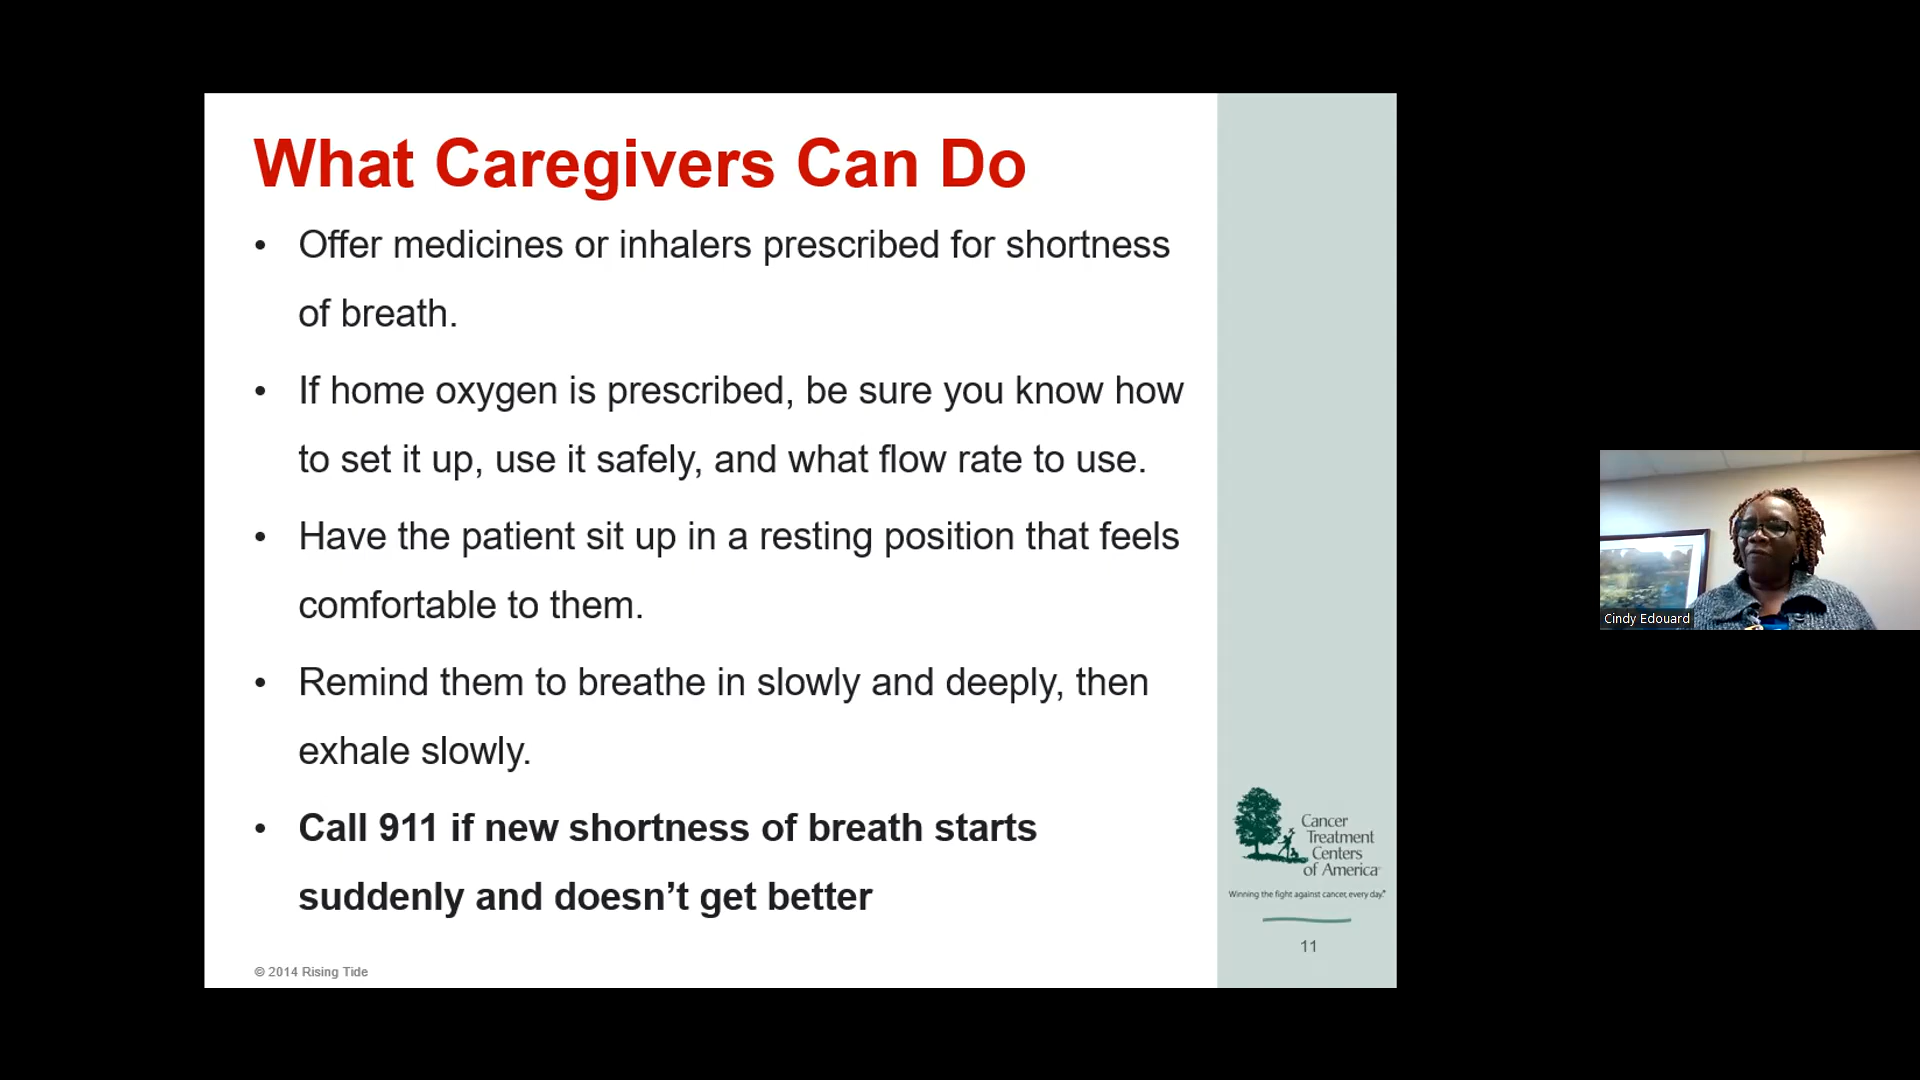 What Caregivers Can Do
• Offer medicines or inhalers prescribed for shortness
of breath.
• If home oxygen is prescribed, be sure you know how
to set it up, use it safely, and what flow rate to use.
• Have the patient sit up in a resting position that feels
comfortable to them.
• Remind them to breathe in slowly and deeply, then
exhale slowly.
• Call 911 if new shortness of breath starts
suddenly and doesn’t get better
© 2014 Rising Tide
Cancer
Treatment
Centers
of America
Winning the fight against cancer, every day.®
11
Cindy Edouard